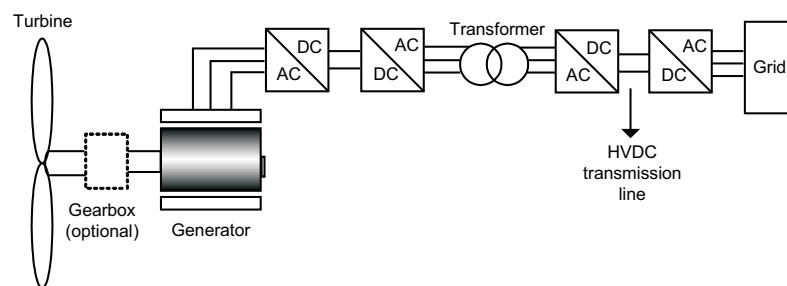 Turbine
Gearbox
(optional)
Generator
DC
AC
AC
DC
Transformer
DC
AC
HVDC
transmission
line
AC
DC
Grid